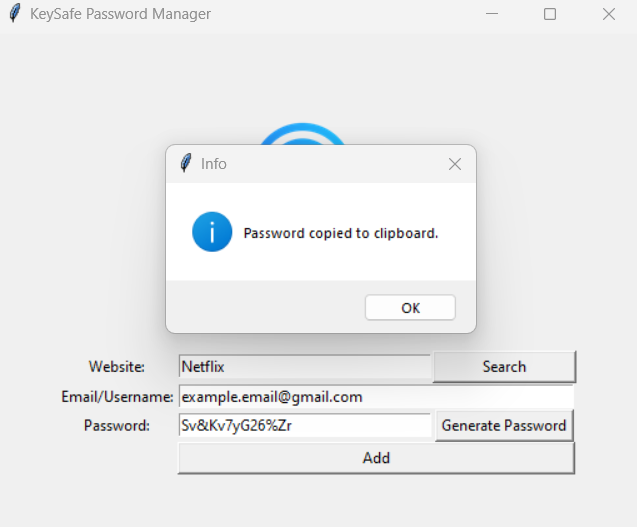 KeySafe Password Manager
Info
Password copied to clipboard.
OK
Website: Netflix Search
Email/Username: example.email@gmail.com
Password: Sv&Kv7yG26%Zr Generate Password
Add